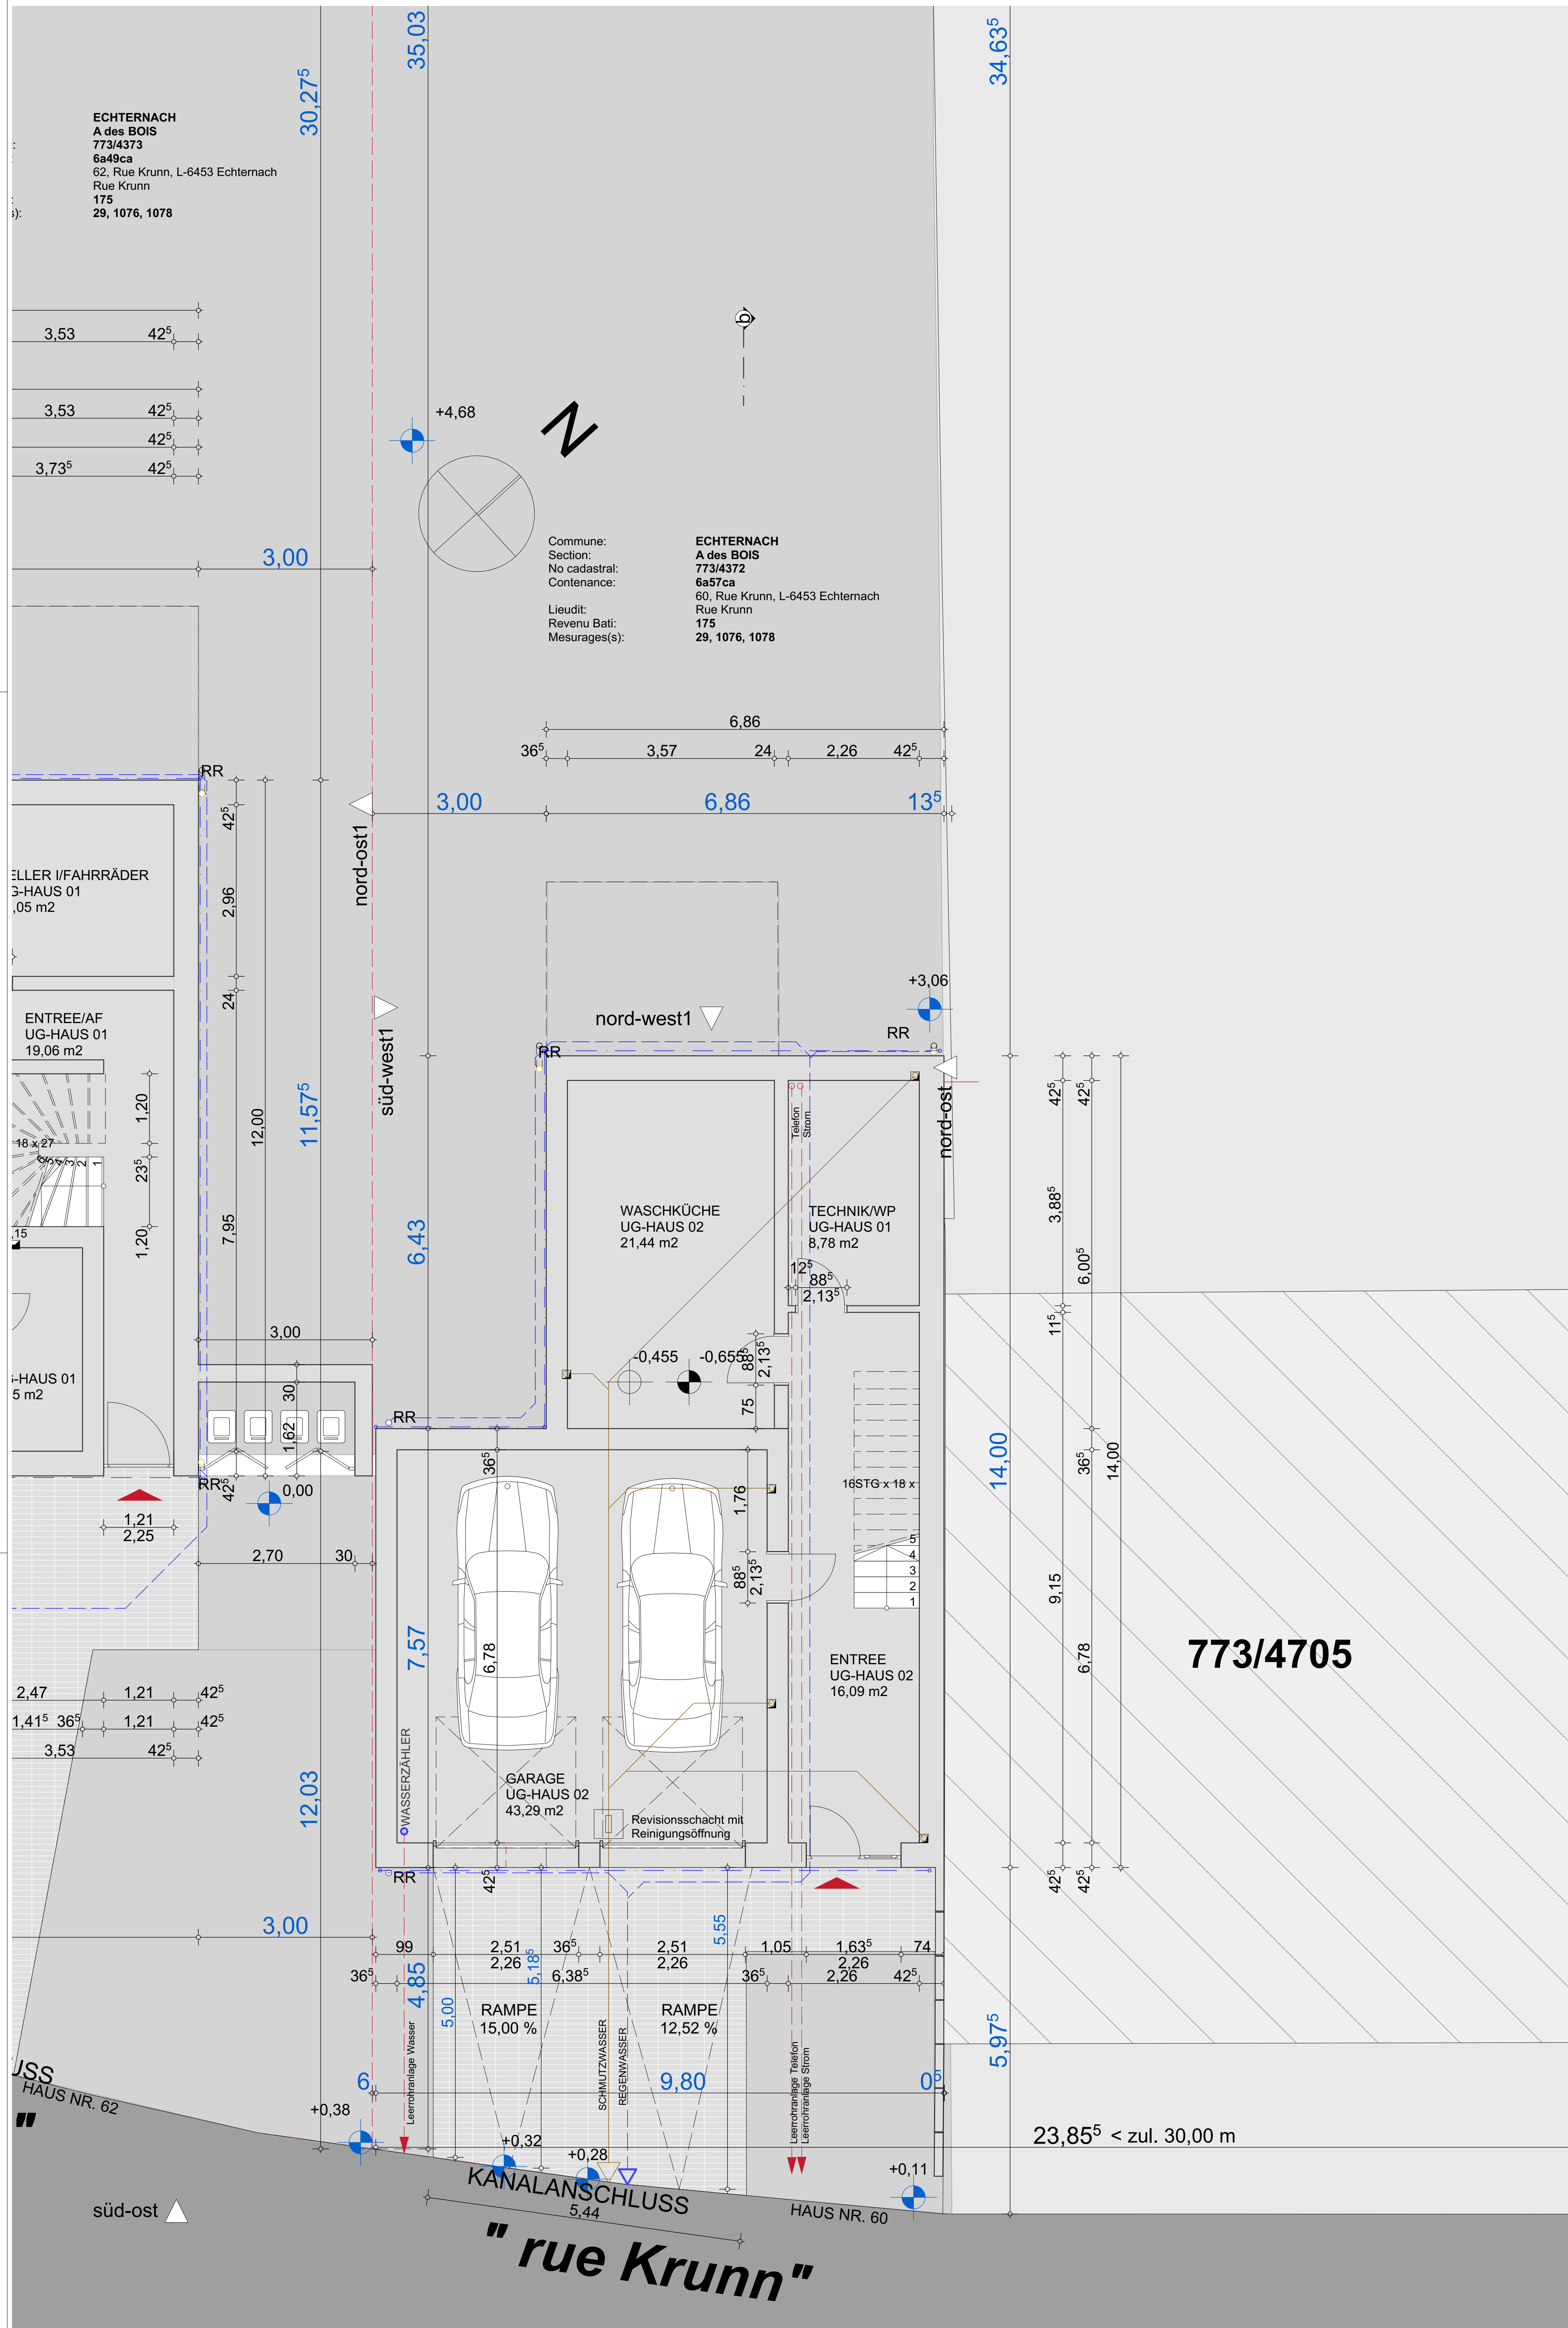 35,03
34,63⁵
30,27⁵
ECHTERNACH
A des BOIS
: 773/4373
: 6a49ca
62, Rue Krunn, L-6453 Echternach
Rue Krunn
: 175
s): 29, 1076, 1078
b
3,53 42⁵
3,53 42⁵
42⁵
3,73⁵ 42⁵
+4,68
N
3,00
Commune: ECHTERNACH
Section: A des BOIS
No cadastral: 773/4372
Contenance: 6a57ca
60, Rue Krunn, L-6453 Echternach
Lieudit: Rue Krunn
Revenu Bati: 175
Mesurages(s): 29, 1076, 1078
6,86
36⁵ 3,57 24 2,26 42⁵
3,00 6,86 13⁵
RR
42⁵
nord-ost1
ELLER I/FAHRRÄDER
G-HAUS 01
,05 m2
2,96
24
+3,06
nord-west1
RR
RR
süd-west1
nord-ost
ENTREE/AF
UG-HAUS 01
19,06 m2
1,20
18 x 27
6 5 4 3 2 1
23⁵
1,20
,15
12,00
11,57⁵
7,95
6,43
Telefon
Strom
WASCHKÜCHE
UG-HAUS 02
21,44 m2
TECHNIK/WP
UG-HAUS 01
8,78 m2
12⁵
88⁵
2,13⁵
42⁵
42⁵
3,88⁵
6,00⁵
11⁵
3,00
-0,455 -0,655
88⁵
2,13⁵
75
G-HAUS 01
5 m2
30
1,62
RR
RR
42⁵
0,00
36⁵
14,00
36⁵
14,00
1,21
2,25
2,70 30
1,76
88⁵
2,13⁵
16STG x 18 x
5
4
3
2
1
9,15
7,57
6,78
6,78
ENTREE
UG-HAUS 02
16,09 m2
773/4705
2,47 1,21 42⁵
1,41⁵ 36⁵ 1,21 42⁵
3,53 42⁵
WASSERZÄHLER
12,03
GARAGE
UG-HAUS 02
43,29 m2
Revisionsschacht mit
Reinigungsöffnung
RR
42⁵
42⁵
42⁵
3,00
99 2,51 36⁵ 2,51 1,05 1,63⁵ 74
2,26 2,26 2,26
5,55
5,18⁵
36⁵ 6,38⁵ 36⁵ 2,26 42⁵
4,85
5,00
RAMPE
15,00 %
RAMPE
12,52 %
Leerrohranlage Wasser
SCHMUTZWASSER
REGENWASSER
Leerrohranlage Telefon
Leerrohranlage Strom
5,97⁵
6 9,80 0⁵
USS
HAUS NR. 62
"
+0,38
+0,32
+0,28
+0,11
23,85⁵ < zul. 30,00 m
KANALANSCHLUSS
5,44
HAUS NR. 60
süd-ost
" rue Krunn"